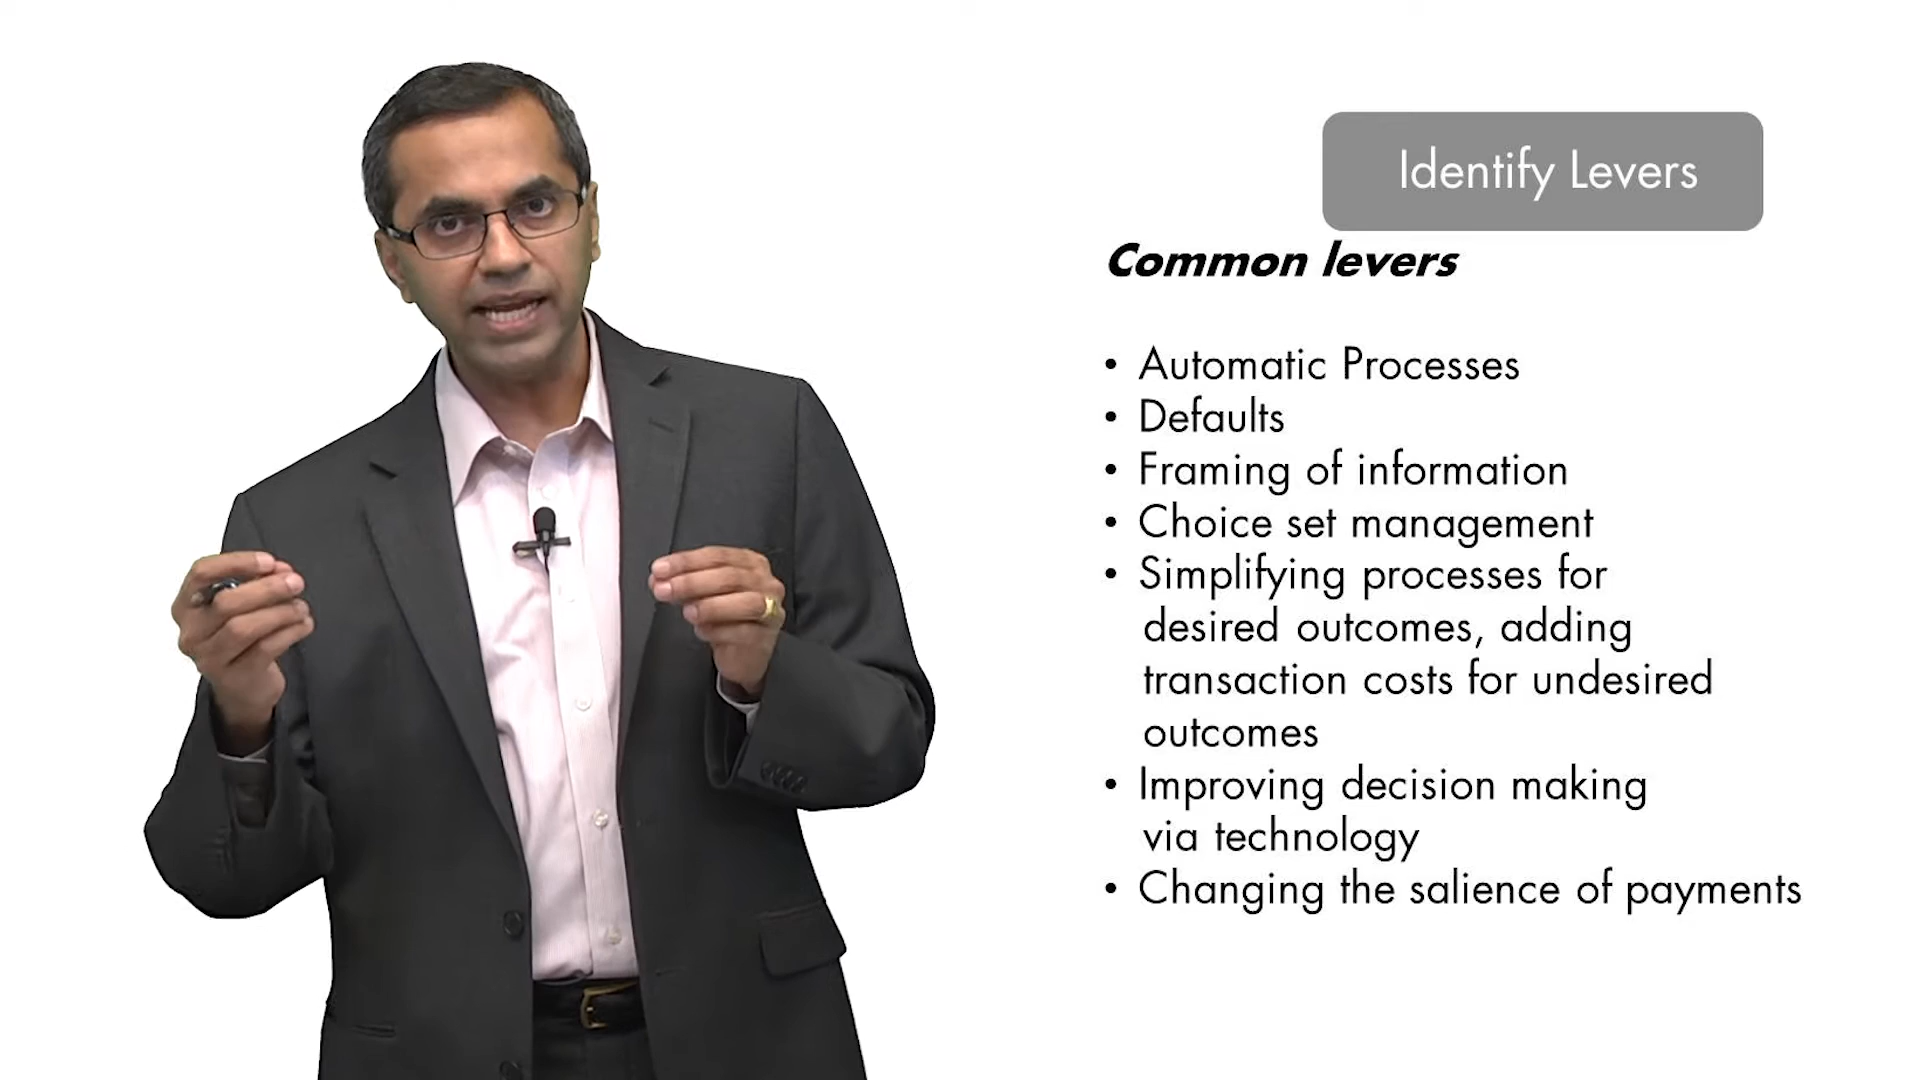 Identify Levers
Common levers
• Automatic Processes
• Defaults
• Framing of information
• Choice set management
• Simplifying processes for
desired outcomes, adding
transaction costs for undesired
outcomes
• Improving decision making
via technology
• Changing the salience of payments